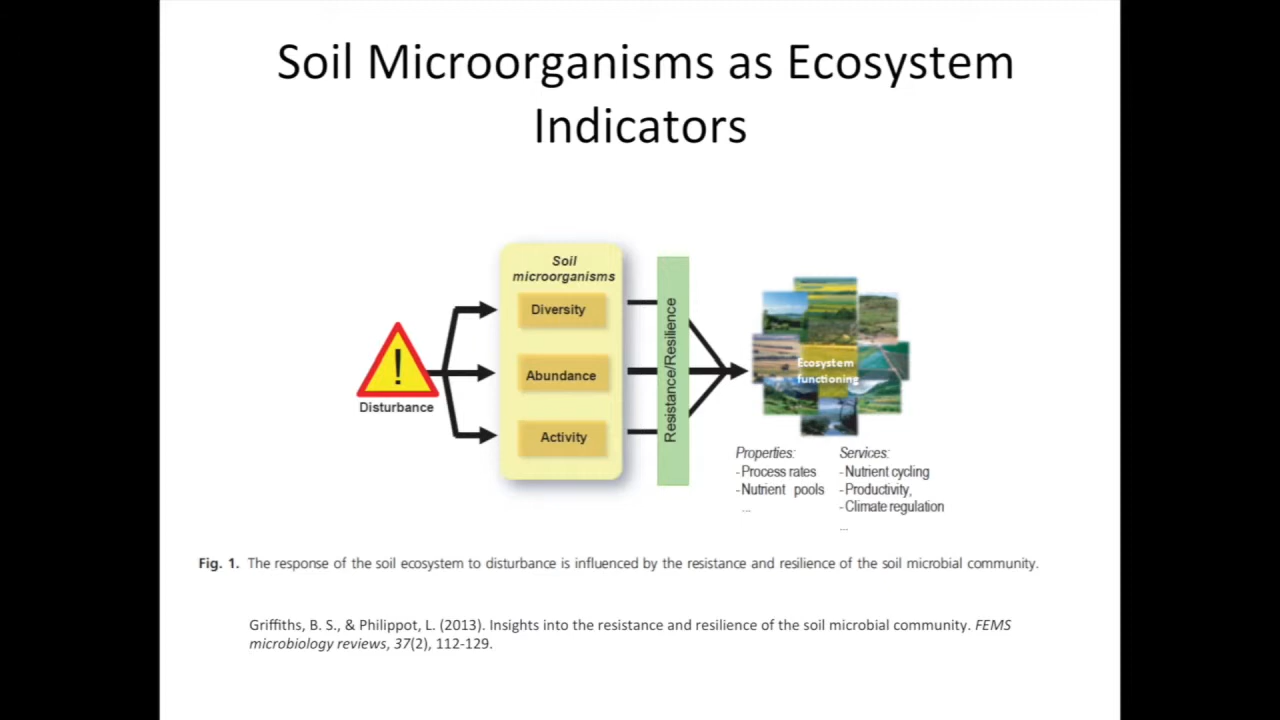 Soil Microorganisms as Ecosystem
Indicators
Soil
microorganisms
Diversity
Abundance
Activity
!
Disturbance
Resistance/Resilience
Ecosystem
functioning
Properties:
- Process rates
- Nutrient pools
...
Services:
- Nutrient cycling
- Productivity,
- Climate regulation
...
Fig. 1. The response of the soil ecosystem to disturbance is influenced by the resistance and resilience of the soil microbial community.
Griffiths, B. S., & Philippot, L. (2013). Insights into the resistance and resilience of the soil microbial community. FEMS
microbiology reviews, 37(2), 112-129.